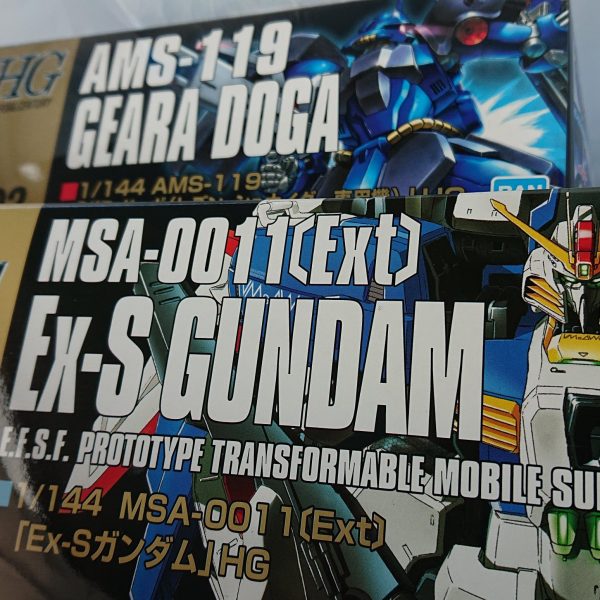 HG
AMS-119
GEARA DOGA
1/144 AMS-119
BAN
MSA-0011(Ext)
Ex-S GUNDAM
E.F.S.F. PROTOTYPE TRANSFORMABLE MOBILE SU
1/144 MSA-0011(Ext)
「Ex-Sガンダム」HG